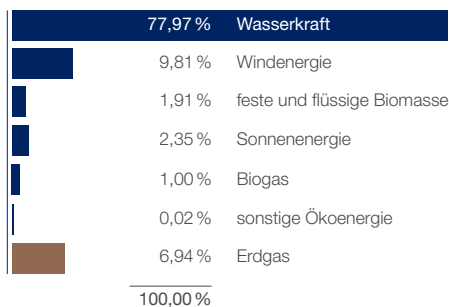 77,97 % Wasserkraft
9,81 % Windenergie
1,91 % feste und flüssige Biomasse
2,35 % Sonnenenergie
1,00 % Biogas
0,02 % sonstige Ökoenergie
6,94 % Erdgas
100,00 %